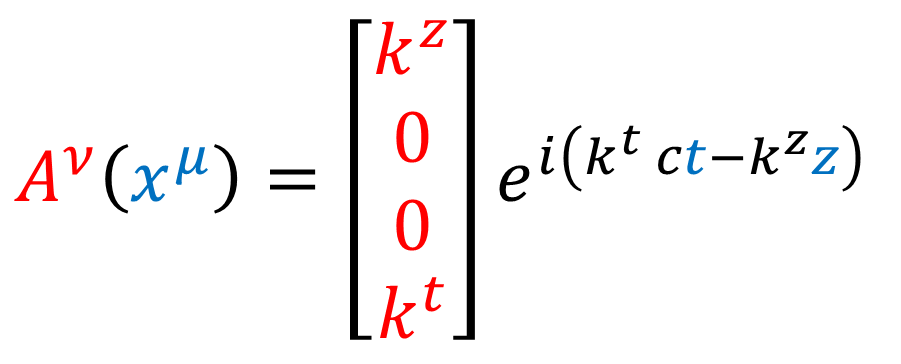 A^ν(x^μ) = [k^z 0 0 k^t] e^{i(k^t ct−k^z z)}